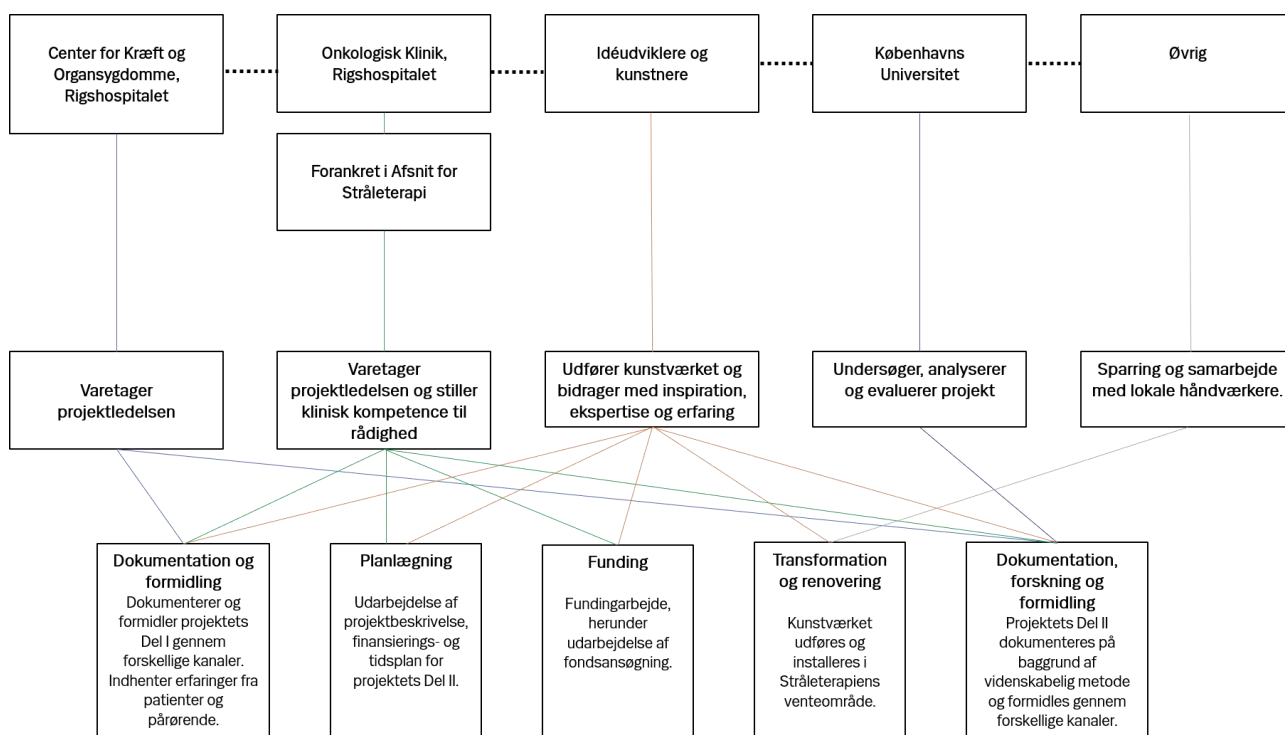 Center for Kræft og
Organsygdomme,
Rigshospitalet
Onkologisk Klinik,
Rigshospitalet
Idéudviklere og
kunstnere
Københavns
Universitet
Øvrig
Forankret i Afsnit for
Stråleterapi
Varetager
projektledelsen
Varetager
projektledelsen og stiller
klinisk kompetence til
rådighed
Udfører kunstværket og
bidrager med inspiration,
ekspertise og erfaring
Undersøger, analyserer
og evaluerer projekt
Sparring og samarbejde
med lokale håndværkere.
Dokumentation og
formidling
Dokumenterer og
formidler projektets
Del I gennem
forskellige kanaler.
Indhenter erfaringer fra
patienter og
pårørende.
Planlægning
Udarbejdelse af
projektbeskrivelse,
finansierings- og
tidsplan for
projektets Del II.
Funding
Fundingarbejde,
herunder
udarbejdelse af
fondsansøgning.
Transformation
og renovering
Kunstværket
udføres og
installeres i
Stråleterapiens
venteområde.
Dokumentation,
forskning og
formidling
Projektets Del II
dokumenteres på
baggrund af
videnskabelig metode
og formidles gennem
forskellige kanaler.